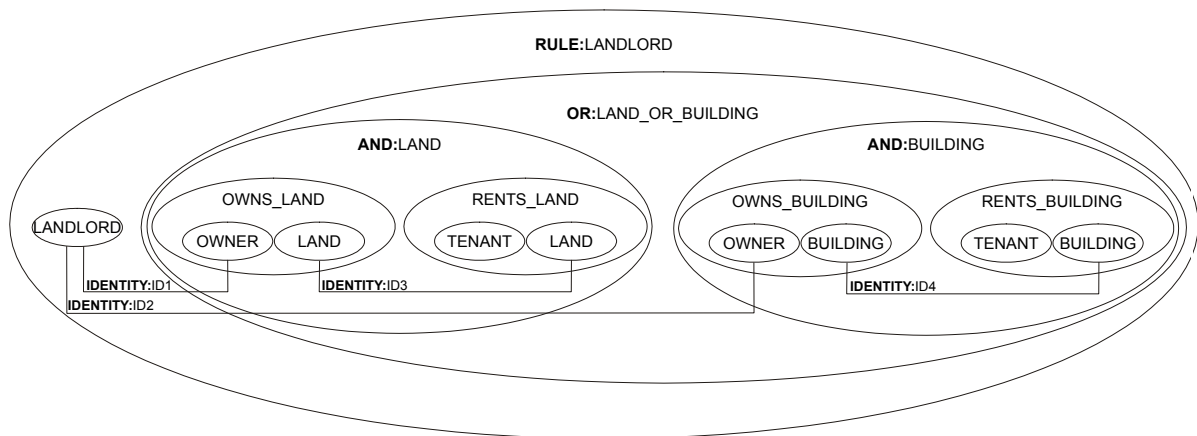 RULE:LANDLORD
OR:LAND_OR_BUILDING
AND:LAND
AND:BUILDING
OWNS_LAND
RENTS_LAND
OWNS_BUILDING
RENTS_BUILDING
LANDLORD
OWNER
LAND
TENANT
LAND
OWNER
BUILDING
TENANT
BUILDING
IDENTITY:ID1
IDENTITY:ID3
IDENTITY:ID4
IDENTITY:ID2